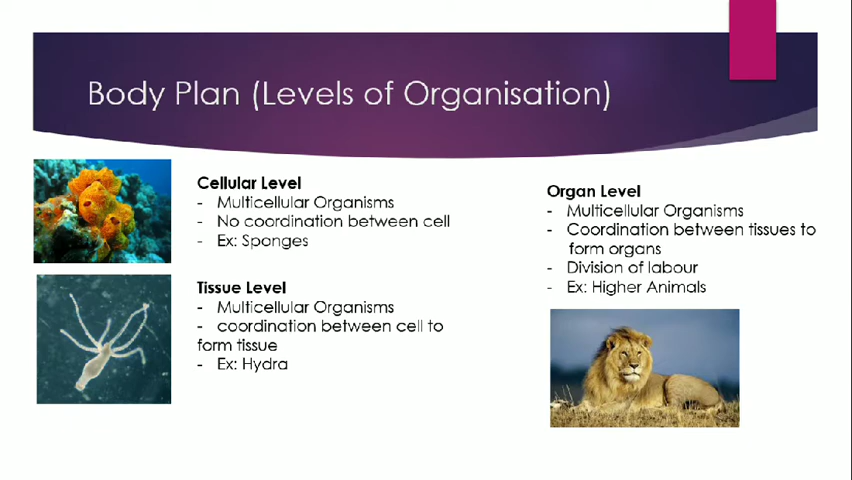 Body Plan (Levels of Organisation)
Cellular Level
- Multicellular Organisms
- No coordination between cell
- Ex: Sponges
Tissue Level
- Multicellular Organisms
- coordination between cell to
form tissue
- Ex: Hydra
Organ Level
- Multicellular Organisms
- Coordination between tissues to
form organs
- Division of labour
- Ex: Higher Animals